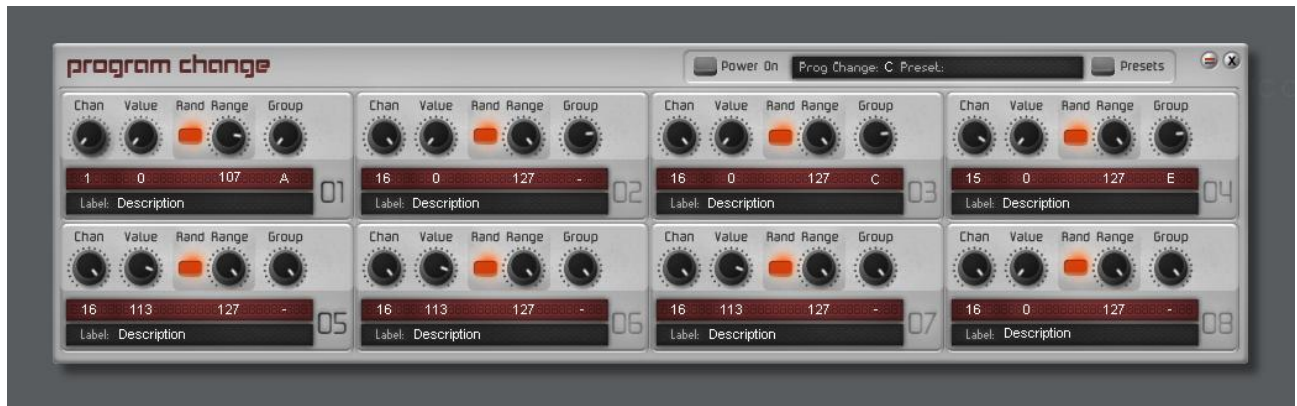 program change
Power On Prog Change: C Preset: Presets
Chan Value Rand Range Group
1 0 107 A
Label: Description
01
Chan Value Rand Range Group
16 0 127 -
Label: Description
02
Chan Value Rand Range Group
16 0 127 C
Label: Description
03
Chan Value Rand Range Group
15 0 127 E
Label: Description
04
Chan Value Rand Range Group
16 113 127 -
Label: Description
05
Chan Value Rand Range Group
16 113 127 -
Label: Description
06
Chan Value Rand Range Group
16 113 127 -
Label: Description
07
Chan Value Rand Range Group
16 0 127 -
Label: Description
08